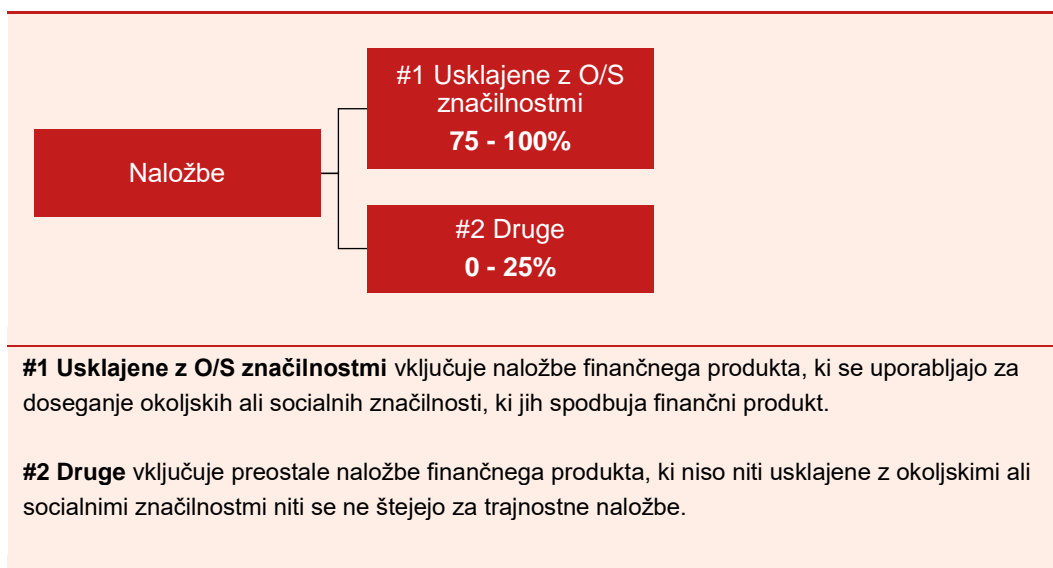 #1 Usklajene z O/S
značilnostmi
75 - 100%
Naložbe
#2 Druge
0 - 25%
#1 Usklajene z O/S značilnostmi vključuje naložbe finančnega produkta, ki se uporabljajo za
doseganje okoljskih ali socialnih značilnosti, ki jih spodbuja finančni produkt.
#2 Druge vključuje preostale naložbe finančnega produkta, ki niso niti usklajene z okoljskimi ali
socialnimi značilnostmi niti se ne štejejo za trajnostne naložbe.